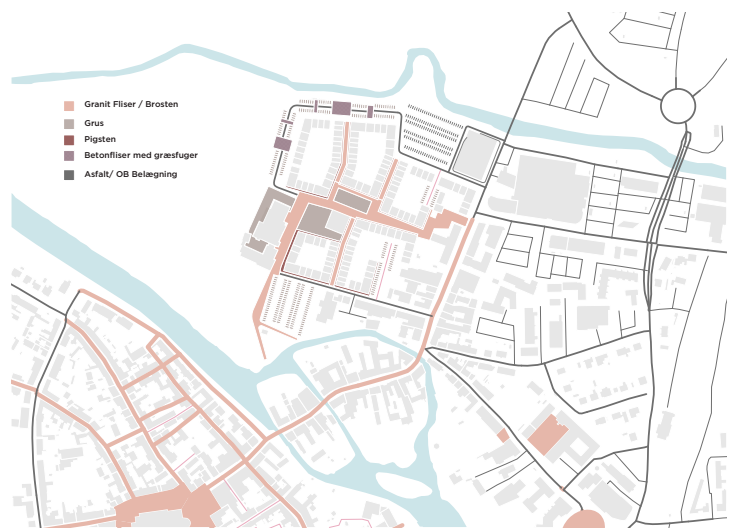 Granit Fliser / Brosten
Grus
Pigsten
Betonfliser med græsfuger
Asfalt/ OB Belægning